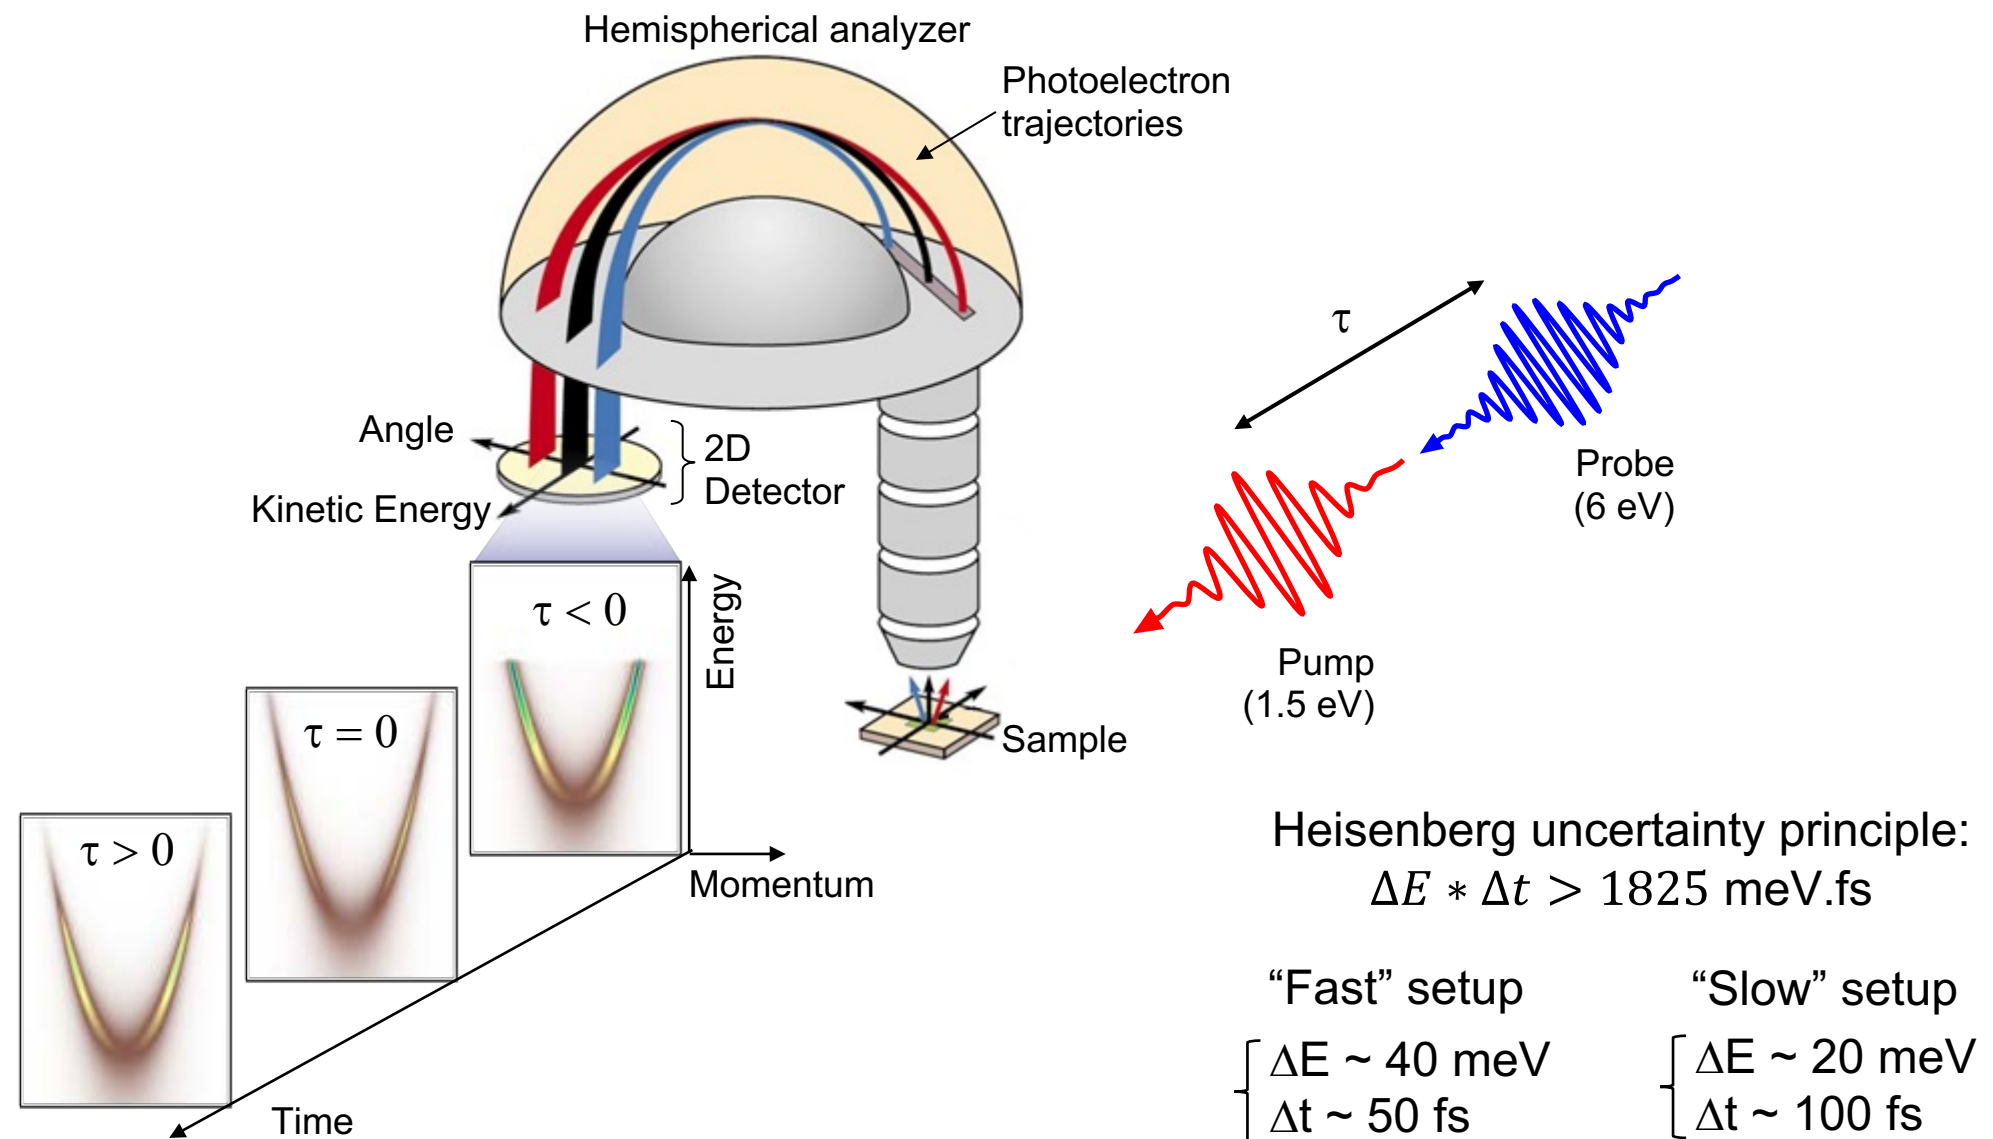 Hemispherical analyzer
Photoelectron
trajectories
τ
Probe
(6 eV)
Pump
(1.5 eV)
Angle
Kinetic Energy
2D
Detector
Sample
τ < 0
τ = 0
τ > 0
Energy
Momentum
Time
Heisenberg uncertainty principle:
ΔE * Δt > 1825 meV.fs
“Fast” setup
ΔE ~ 40 meV
Δt ~ 50 fs
“Slow” setup
ΔE ~ 20 meV
Δt ~ 100 fs